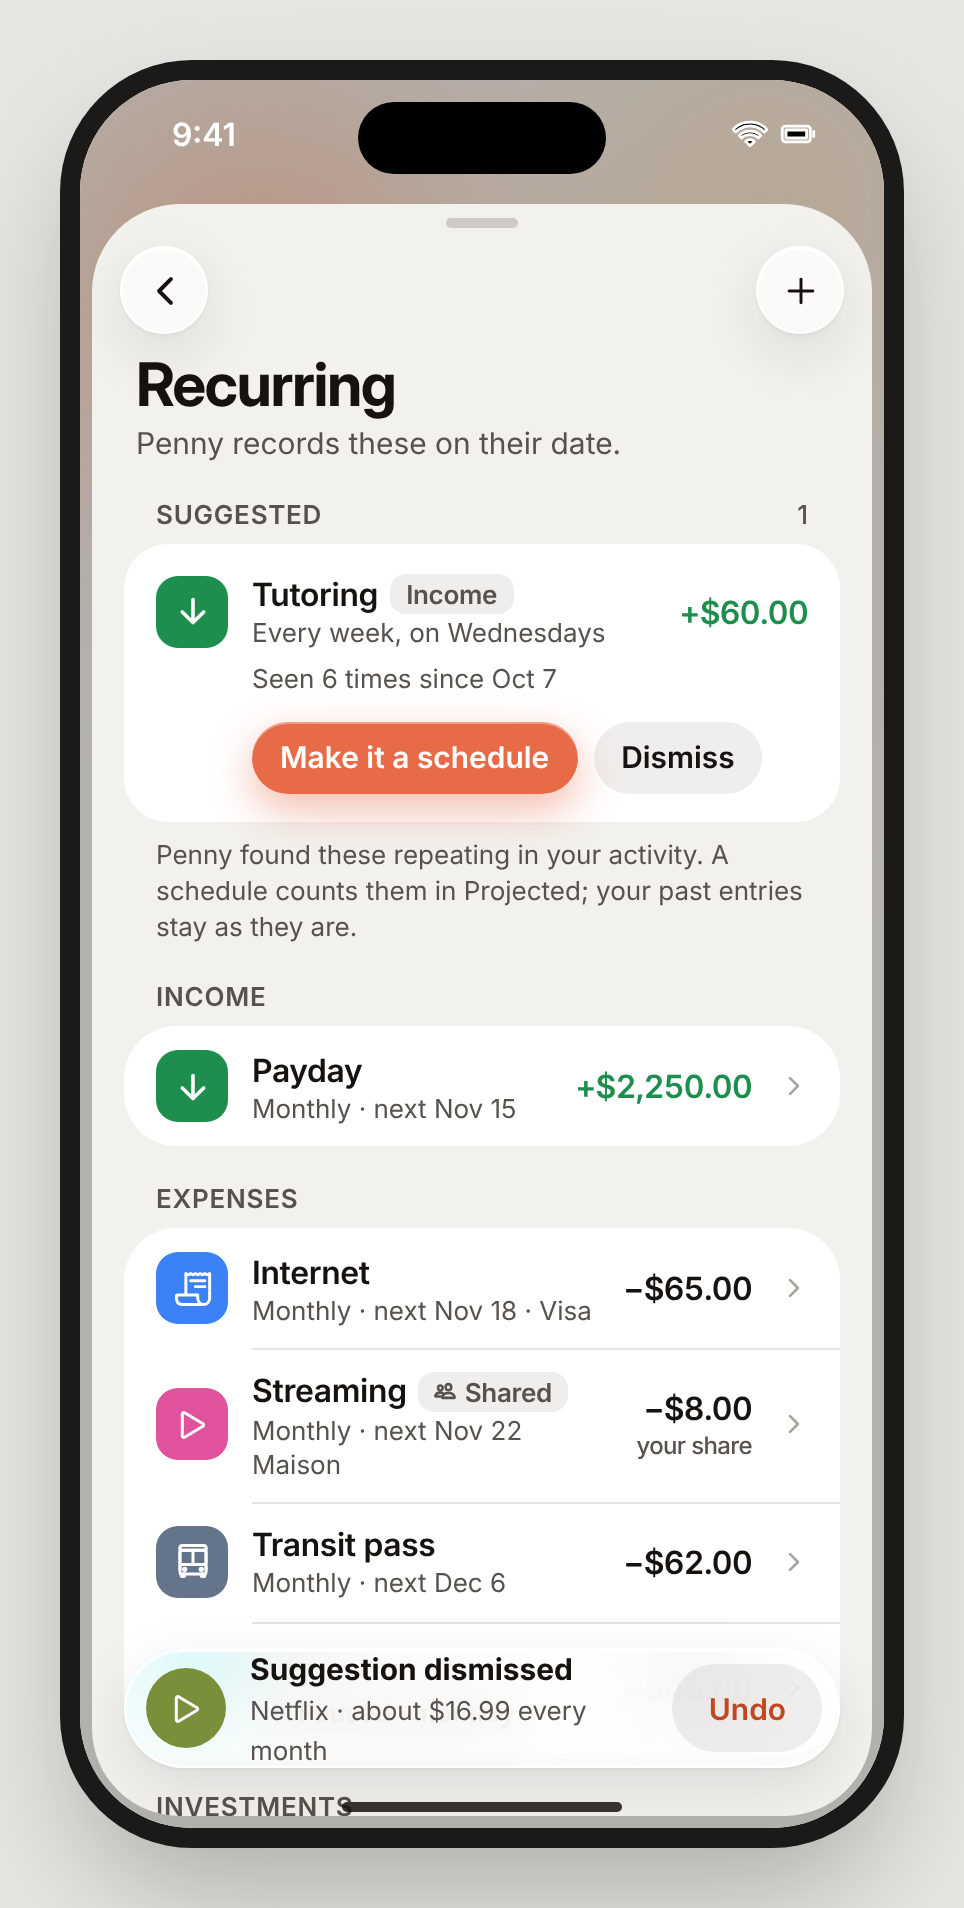 9:41
Recurring
Penny records these on their date.
SUGGESTED 1
Tutoring Income
+$60.00
Every week, on Wednesdays
Seen 6 times since Oct 7
Make it a schedule Dismiss
Penny found these repeating in your activity. A
schedule counts them in Projected; your past entries
stay as they are.
INCOME
Payday
+$2,250.00
Monthly · next Nov 15
EXPENSES
Internet
−$65.00
Monthly · next Nov 18 · Visa
Streaming Shared
−$8.00
your share
Monthly · next Nov 22
Maison
Transit pass
−$62.00
Monthly · next Dec 6
Suggestion dismissed
Netflix · about $16.99 every
month
Undo
INVESTMENTS